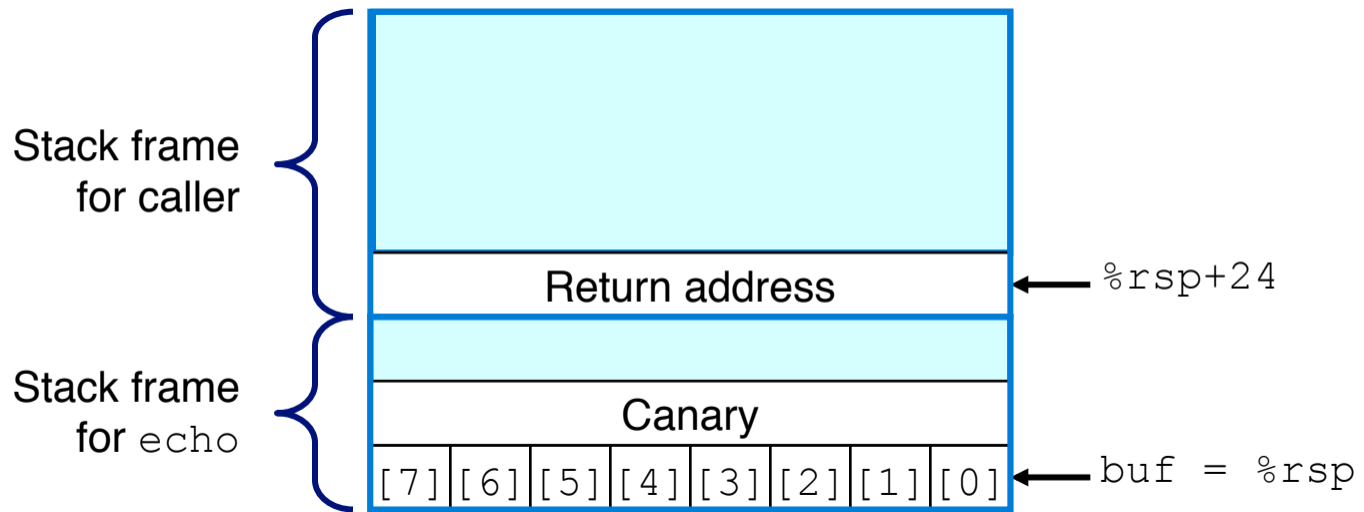 Stack frame
for caller
Return address
%rsp+24
Stack frame
for echo
Canary
[7] [6] [5] [4] [3] [2] [1] [0]
buf = %rsp